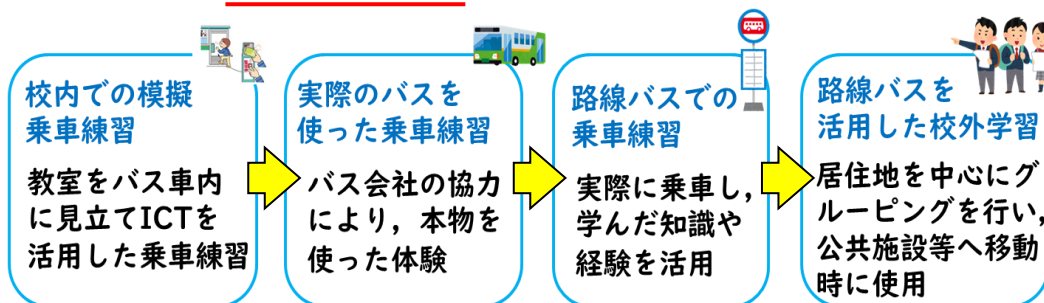 校内での模擬
乗車練習
教室をバス車内
に見立てICTを
活用した乗車練習
実際のバスを
使った乗車練習
バス会社の協力
により，本物を
使った体験
路線バスでの
乗車練習
実際に乗車し，
学んだ知識や
経験を活用
路線バスを
活用した校外学習
居住地を中心にグ
ルーピングを行い，
公共施設等へ移動
時に使用